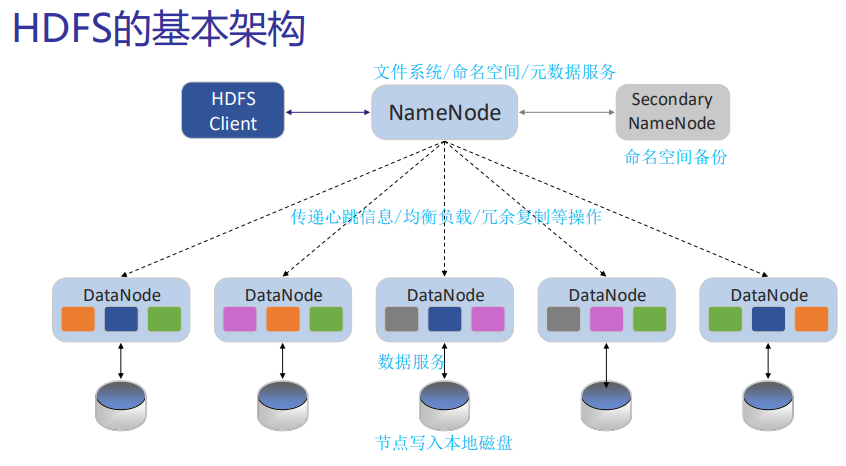 HDFS的基本架构
文件系统/命名空间/元数据服务
HDFS
Client
NameNode
Secondary
NameNode
命名空间备份
传递心跳信息/均衡负载/冗余复制等操作
DataNode
DataNode
DataNode
DataNode
DataNode
数据服务
节点写入本地磁盘